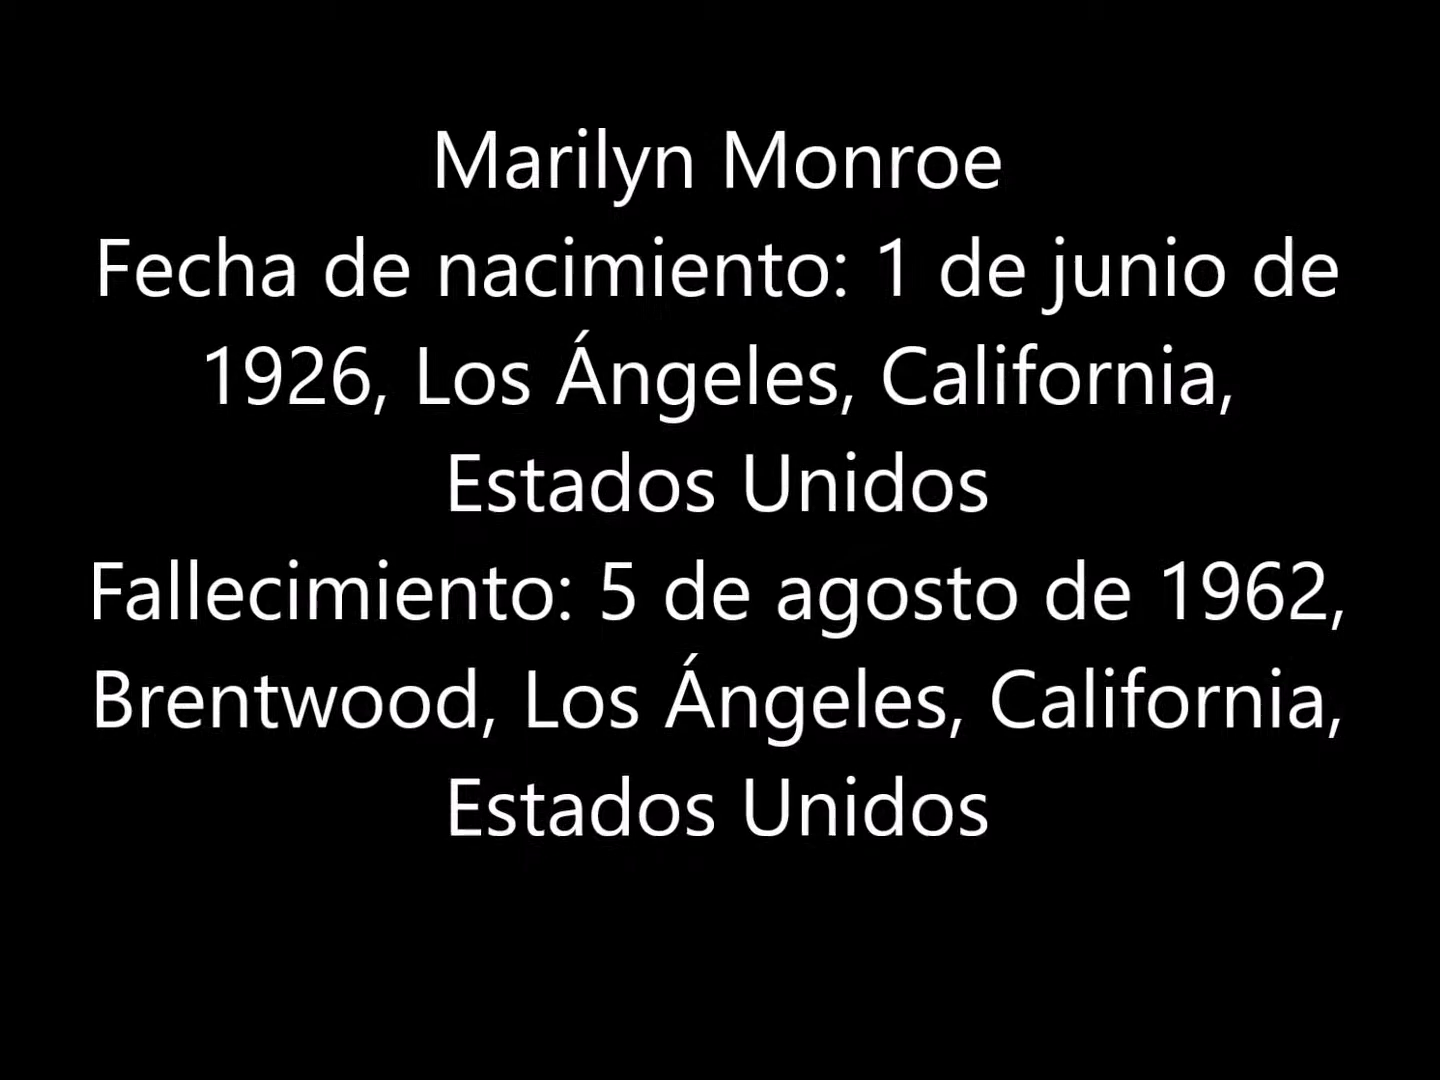 Marilyn Monroe
Fecha de nacimiento: 1 de junio de
1926, Los Ángeles, California,
Estados Unidos
Fallecimiento: 5 de agosto de 1962,
Brentwood, Los Ángeles, California,
Estados Unidos